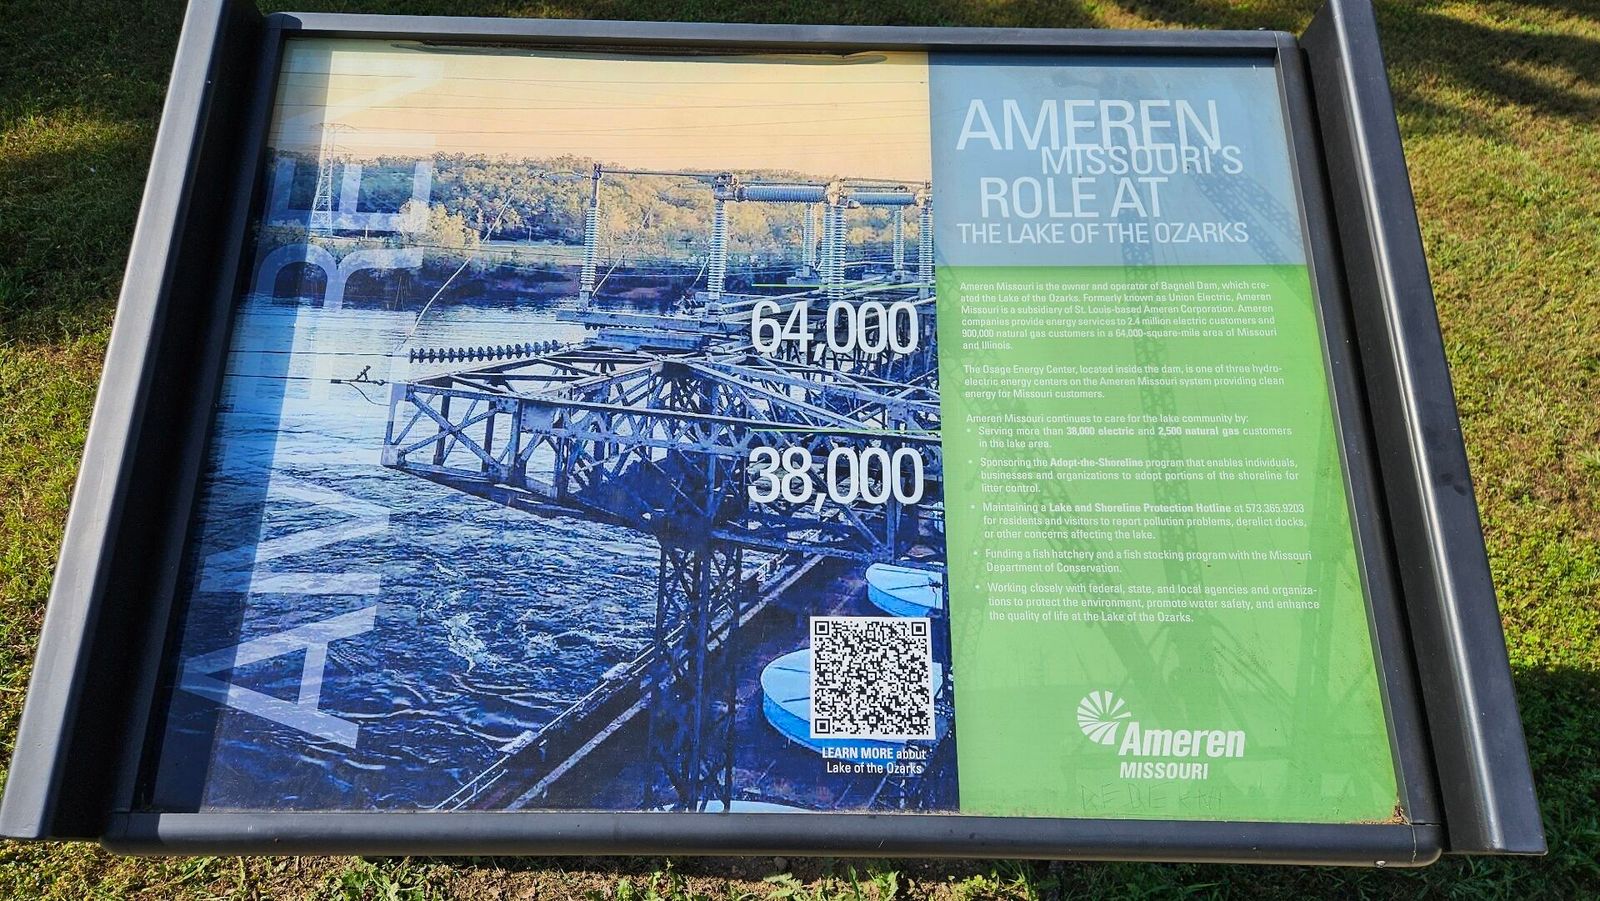 AMEREN
64,000
38,000
LEARN MORE about
Lake of the Ozarks
AMEREN
MISSOURI'S
ROLE AT
THE LAKE OF THE OZARKS
Ameren Missouri is the owner and operator of Bagnell Dam, which cre-
ated the Lake of the Ozarks. Formerly known as Union Electric, Ameren
Missouri is a subsidiary of St. Louis-based Ameren Corporation. Ameren
companies provide energy services to 2.4 million electric customers and
900,000 natural gas customers in a 64,000-square-mile area of Missouri
and Illinois.
The Osage Energy Center, located inside the dam, is one of three hydro-
electric energy centers on the Ameren Missouri system providing clean
energy for Missouri customers.
Ameren Missouri continues to care for the lake community by:
• Serving more than 38,000 electric and 2,500 natural gas customers
in the lake area.
• Sponsoring the Adopt-the-Shoreline program that enables individuals,
businesses and organizations to adopt portions of the shoreline for
litter control.
• Maintaining a Lake and Shoreline Protection Hotline at 573.365.9203
for residents and visitors to report pollution problems, derelict docks,
or other concerns affecting the lake.
• Funding a fish hatchery and a fish stocking program with the Missouri
Department of Conservation.
• Working closely with federal, state, and local agencies and organiza-
tions to protect the environment, promote water safety, and enhance
the quality of life at the Lake of the Ozarks.
Ameren
MISSOURI